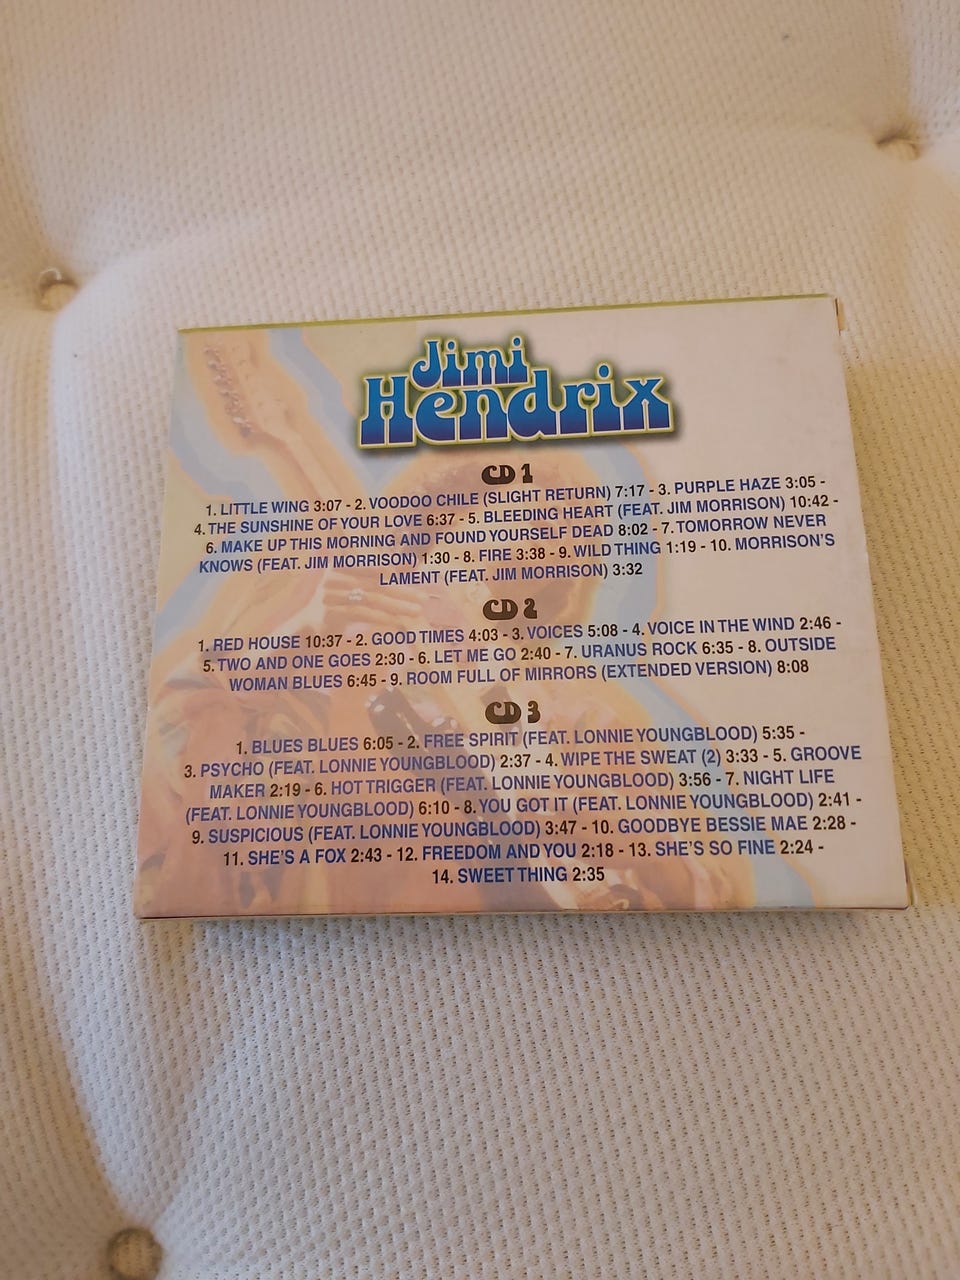 Jimi
Hendrix
CD 1
1. LITTLE WING 3:07 - 2. VOODOO CHILE (SLIGHT RETURN) 7:17 - 3. PURPLE HAZE 3:05 -
4. THE SUNSHINE OF YOUR LOVE 6:37 - 5. BLEEDING HEART (FEAT. JIM MORRISON) 10:42 -
6. MAKE UP THIS MORNING AND FOUND YOURSELF DEAD 8:02 - 7. TOMORROW NEVER
KNOWS (FEAT. JIM MORRISON) 1:30 - 8. FIRE 3:38 - 9. WILD THING 1:19 - 10. MORRISON'S
LAMENT (FEAT. JIM MORRISON) 3:32
CD 2
1. RED HOUSE 10:37 - 2. GOOD TIMES 4:03 - 3. VOICES 5:08 - 4. VOICE IN THE WIND 2:46 -
5. TWO AND ONE GOES 2:30 - 6. LET ME GO 2:40 - 7. URANUS ROCK 6:35 - 8. OUTSIDE
WOMAN BLUES 6:45 - 9. ROOM FULL OF MIRRORS (EXTENDED VERSION) 8:08
CD 3
1. BLUES BLUES 6:05 - 2. FREE SPIRIT (FEAT. LONNIE YOUNGBLOOD) 5:35 -
3. PSYCHO (FEAT. LONNIE YOUNGBLOOD) 2:37 - 4. WIPE THE SWEAT (2) 3:33 - 5. GROOVE
MAKER 2:19 - 6. HOT TRIGGER (FEAT. LONNIE YOUNGBLOOD) 3:56 - 7. NIGHT LIFE
(FEAT. LONNIE YOUNGBLOOD) 6:10 - 8. YOU GOT IT (FEAT. LONNIE YOUNGBLOOD) 2:41 -
9. SUSPICIOUS (FEAT. LONNIE YOUNGBLOOD) 3:47 - 10. GOODBYE BESSIE MAE 2:28 -
11. SHE'S A FOX 2:43 - 12. FREEDOM AND YOU 2:18 - 13. SHE'S SO FINE 2:24 -
14. SWEET THING 2:35